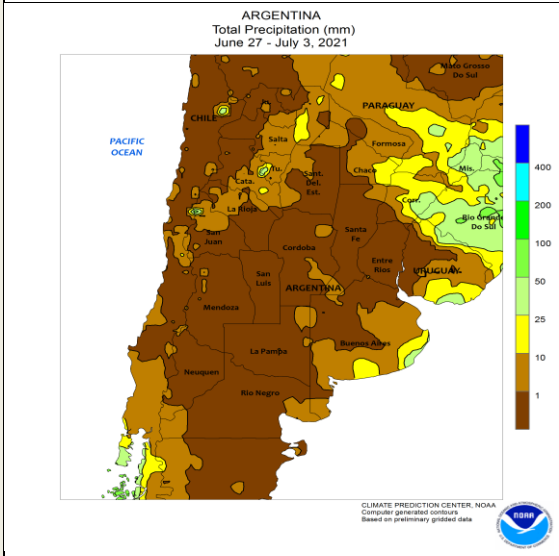 ARGENTINA
Total Precipitation (mm)
June 27 - July 3, 2021
Mato Grosso
Do Sul
PARAGUAY
CHILE
PACIFIC
OCEAN
Salta
Formosa
Tu.
Chaco
Mis.
Sant.
Del.
Est.
Cata.
Corr.
La Rioja
Rio Grande
Do Sul
San
Juan
Santa
Fe
Cordoba
Entre
Rios
URUGUAY
San
Luis
ARGENTINA
Mendoza
Buenos Aires
La Pampa
Neuquen
Rio Negro
400
200
100
50
25
10
1
CLIMATE PREDICTION CENTER, NOAA
Computer generated contours
Based on preliminary gridded data
NOAA